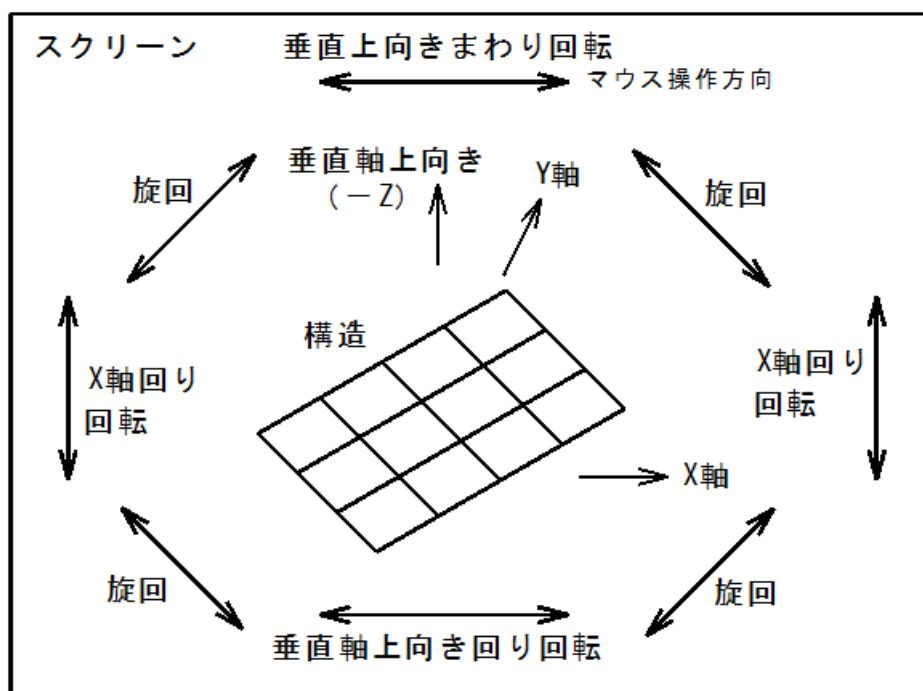 スクリーン
垂直上向きまわり回転
マウス操作方向
旋回
垂直軸上向き
(-Z)
Y軸
旋回
構造
X軸回り
回転
X軸回り
回転
X軸
旋回
旋回
垂直軸上向き回り回転